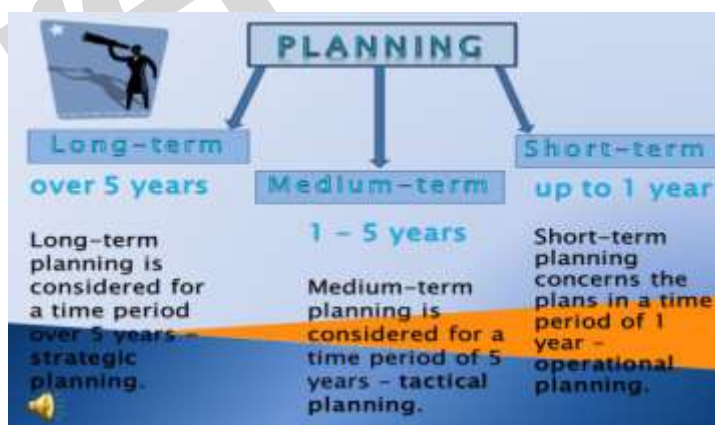 PLANNING
Long-term
over 5 years
Long-term
planning is
considered for
a time period
over 5 years –
strategic
planning.
Medium-term
1 – 5 years
Medium-term
planning is
considered for a
time period of 5
years – tactical
planning.
Short-term
up to 1 year
Short-term
planning
concerns the
plans in a time
period of 1
year –
operational
planning.